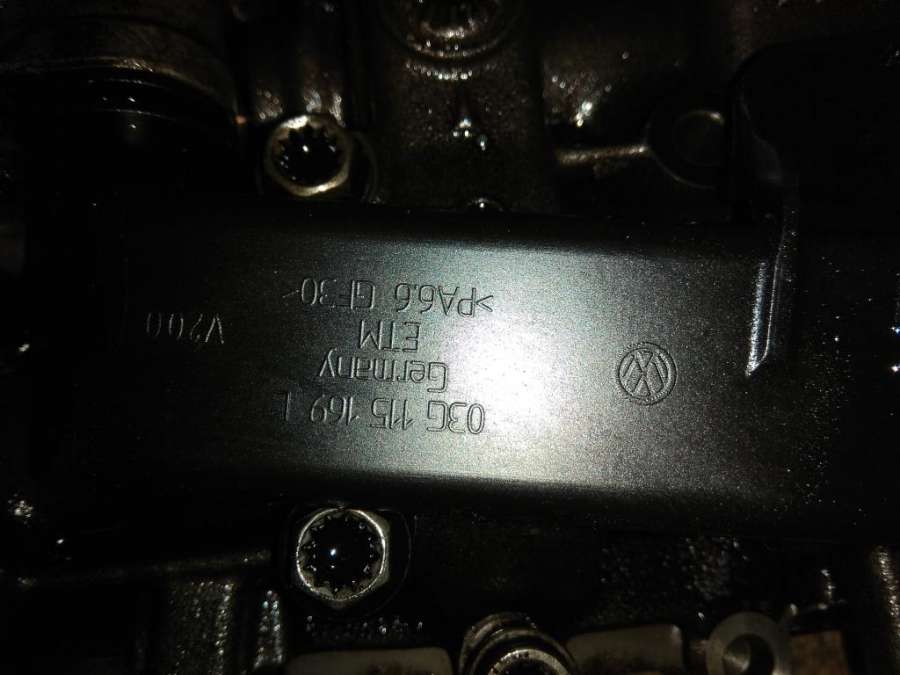 03G 115 169 L
Germany
ETM
>PA6.6 GF30<
V200